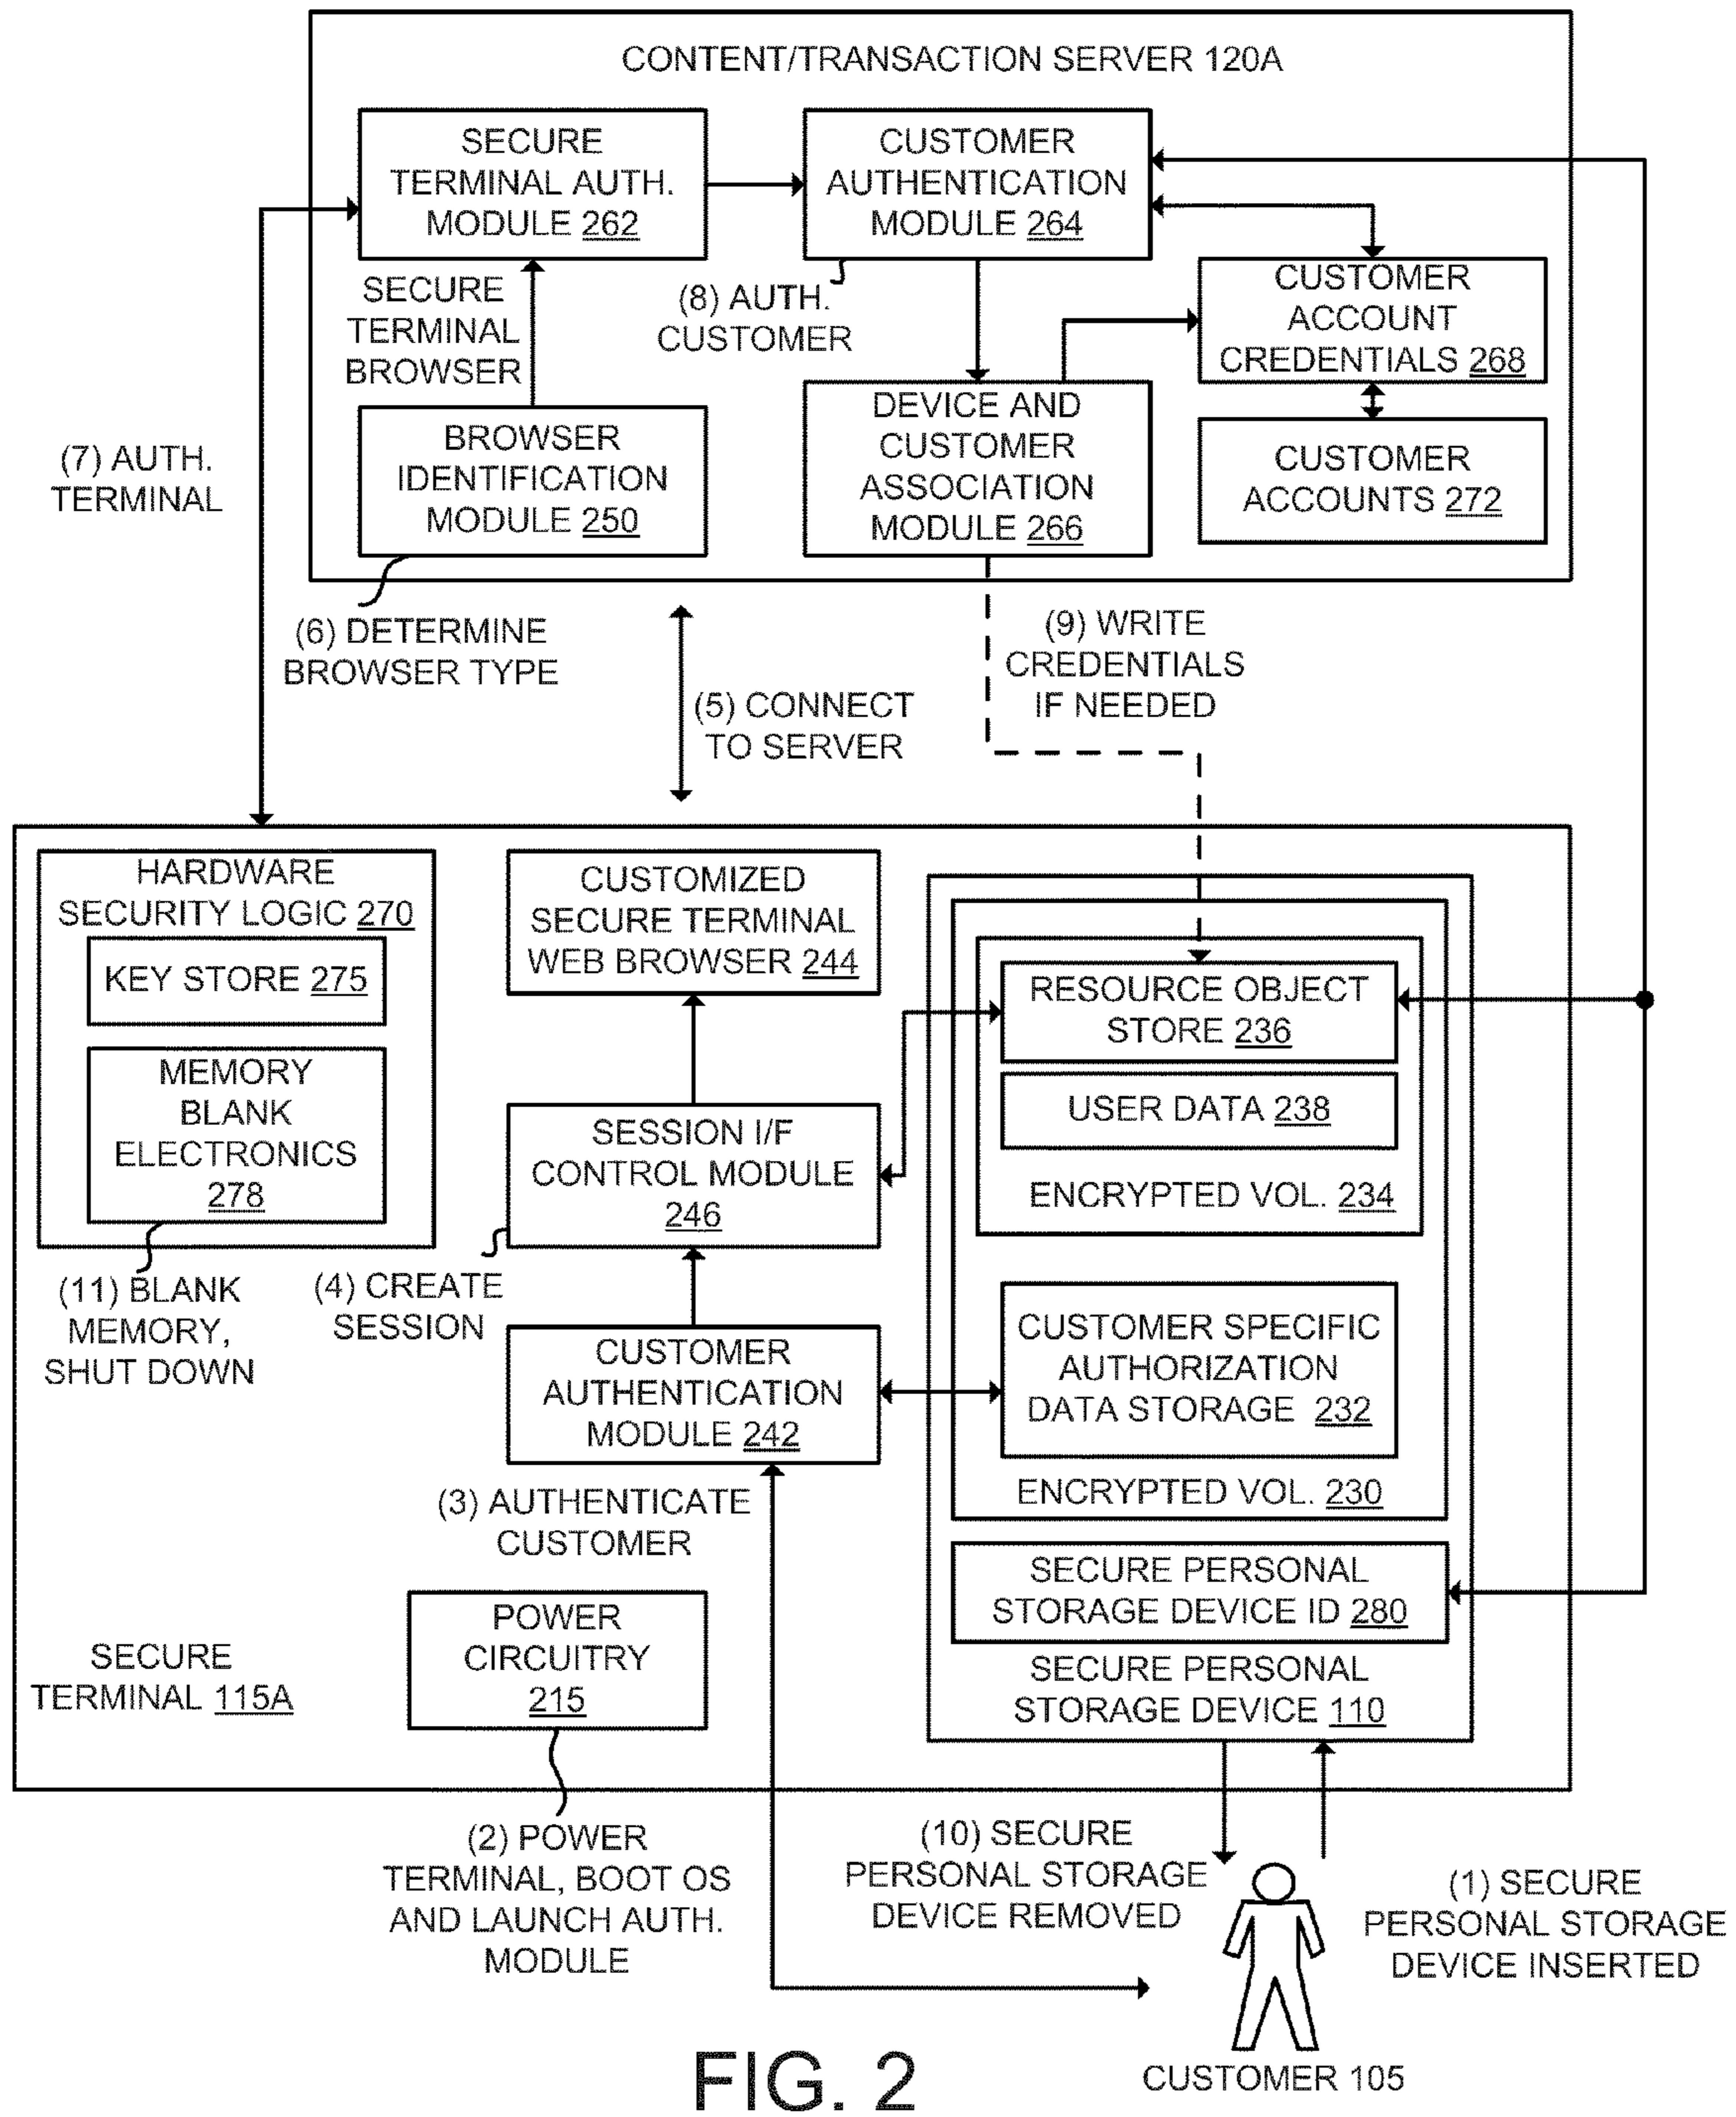 CONTENT/TRANSACTION SERVER 120A
SECURE
TERMINAL AUTH.
MODULE 262
CUSTOMER
AUTHENTICATION
MODULE 264
SECURE
TERMINAL
BROWSER
(8) AUTH.
CUSTOMER
CUSTOMER
ACCOUNT
CREDENTIALS 268
BROWSER
IDENTIFICATION
MODULE 250
DEVICE AND
CUSTOMER
ASSOCIATION
MODULE 266
CUSTOMER
ACCOUNTS 272
(7) AUTH.
TERMINAL
(6) DETERMINE
BROWSER TYPE
(5) CONNECT
TO SERVER
(9) WRITE
CREDENTIALS
IF NEEDED
HARDWARE
SECURITY LOGIC 270
KEY STORE 275
MEMORY
BLANK
ELECTRONICS
278
(11) BLANK
MEMORY,
SHUT DOWN
CUSTOMIZED
SECURE TERMINAL
WEB BROWSER 244
SESSION I/F
CONTROL MODULE
246
(4) CREATE
SESSION
CUSTOMER
AUTHENTICATION
MODULE 242
(3) AUTHENTICATE
CUSTOMER
RESOURCE OBJECT
STORE 236
USER DATA 238
ENCRYPTED VOL. 234
CUSTOMER SPECIFIC
AUTHORIZATION
DATA STORAGE 232
ENCRYPTED VOL. 230
SECURE PERSONAL
STORAGE DEVICE ID 280
SECURE PERSONAL
STORAGE DEVICE 110
POWER
CIRCUITRY
215
SECURE
TERMINAL 115A
(2) POWER
TERMINAL, BOOT OS
AND LAUNCH AUTH.
MODULE
(10) SECURE
PERSONAL STORAGE
DEVICE REMOVED
(1) SECURE
PERSONAL STORAGE
DEVICE INSERTED
CUSTOMER 105
FIG. 2